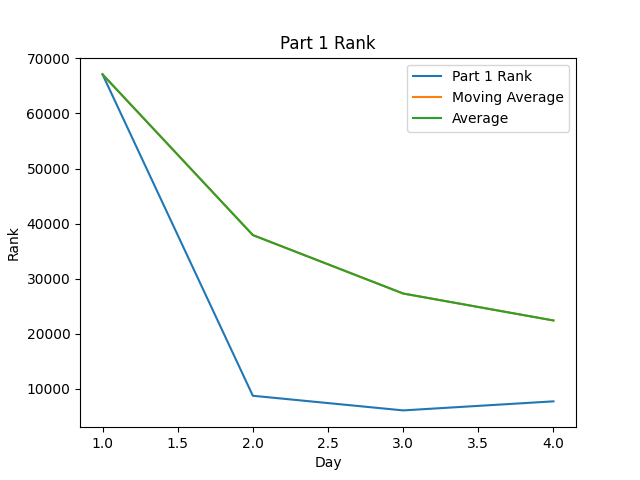 Part 1 Rank
Part 1 Rank
Moving Average
Average
70000
60000
50000
40000
30000
20000
10000
Rank
1.0 1.5 2.0 2.5 3.0 3.5 4.0
Day